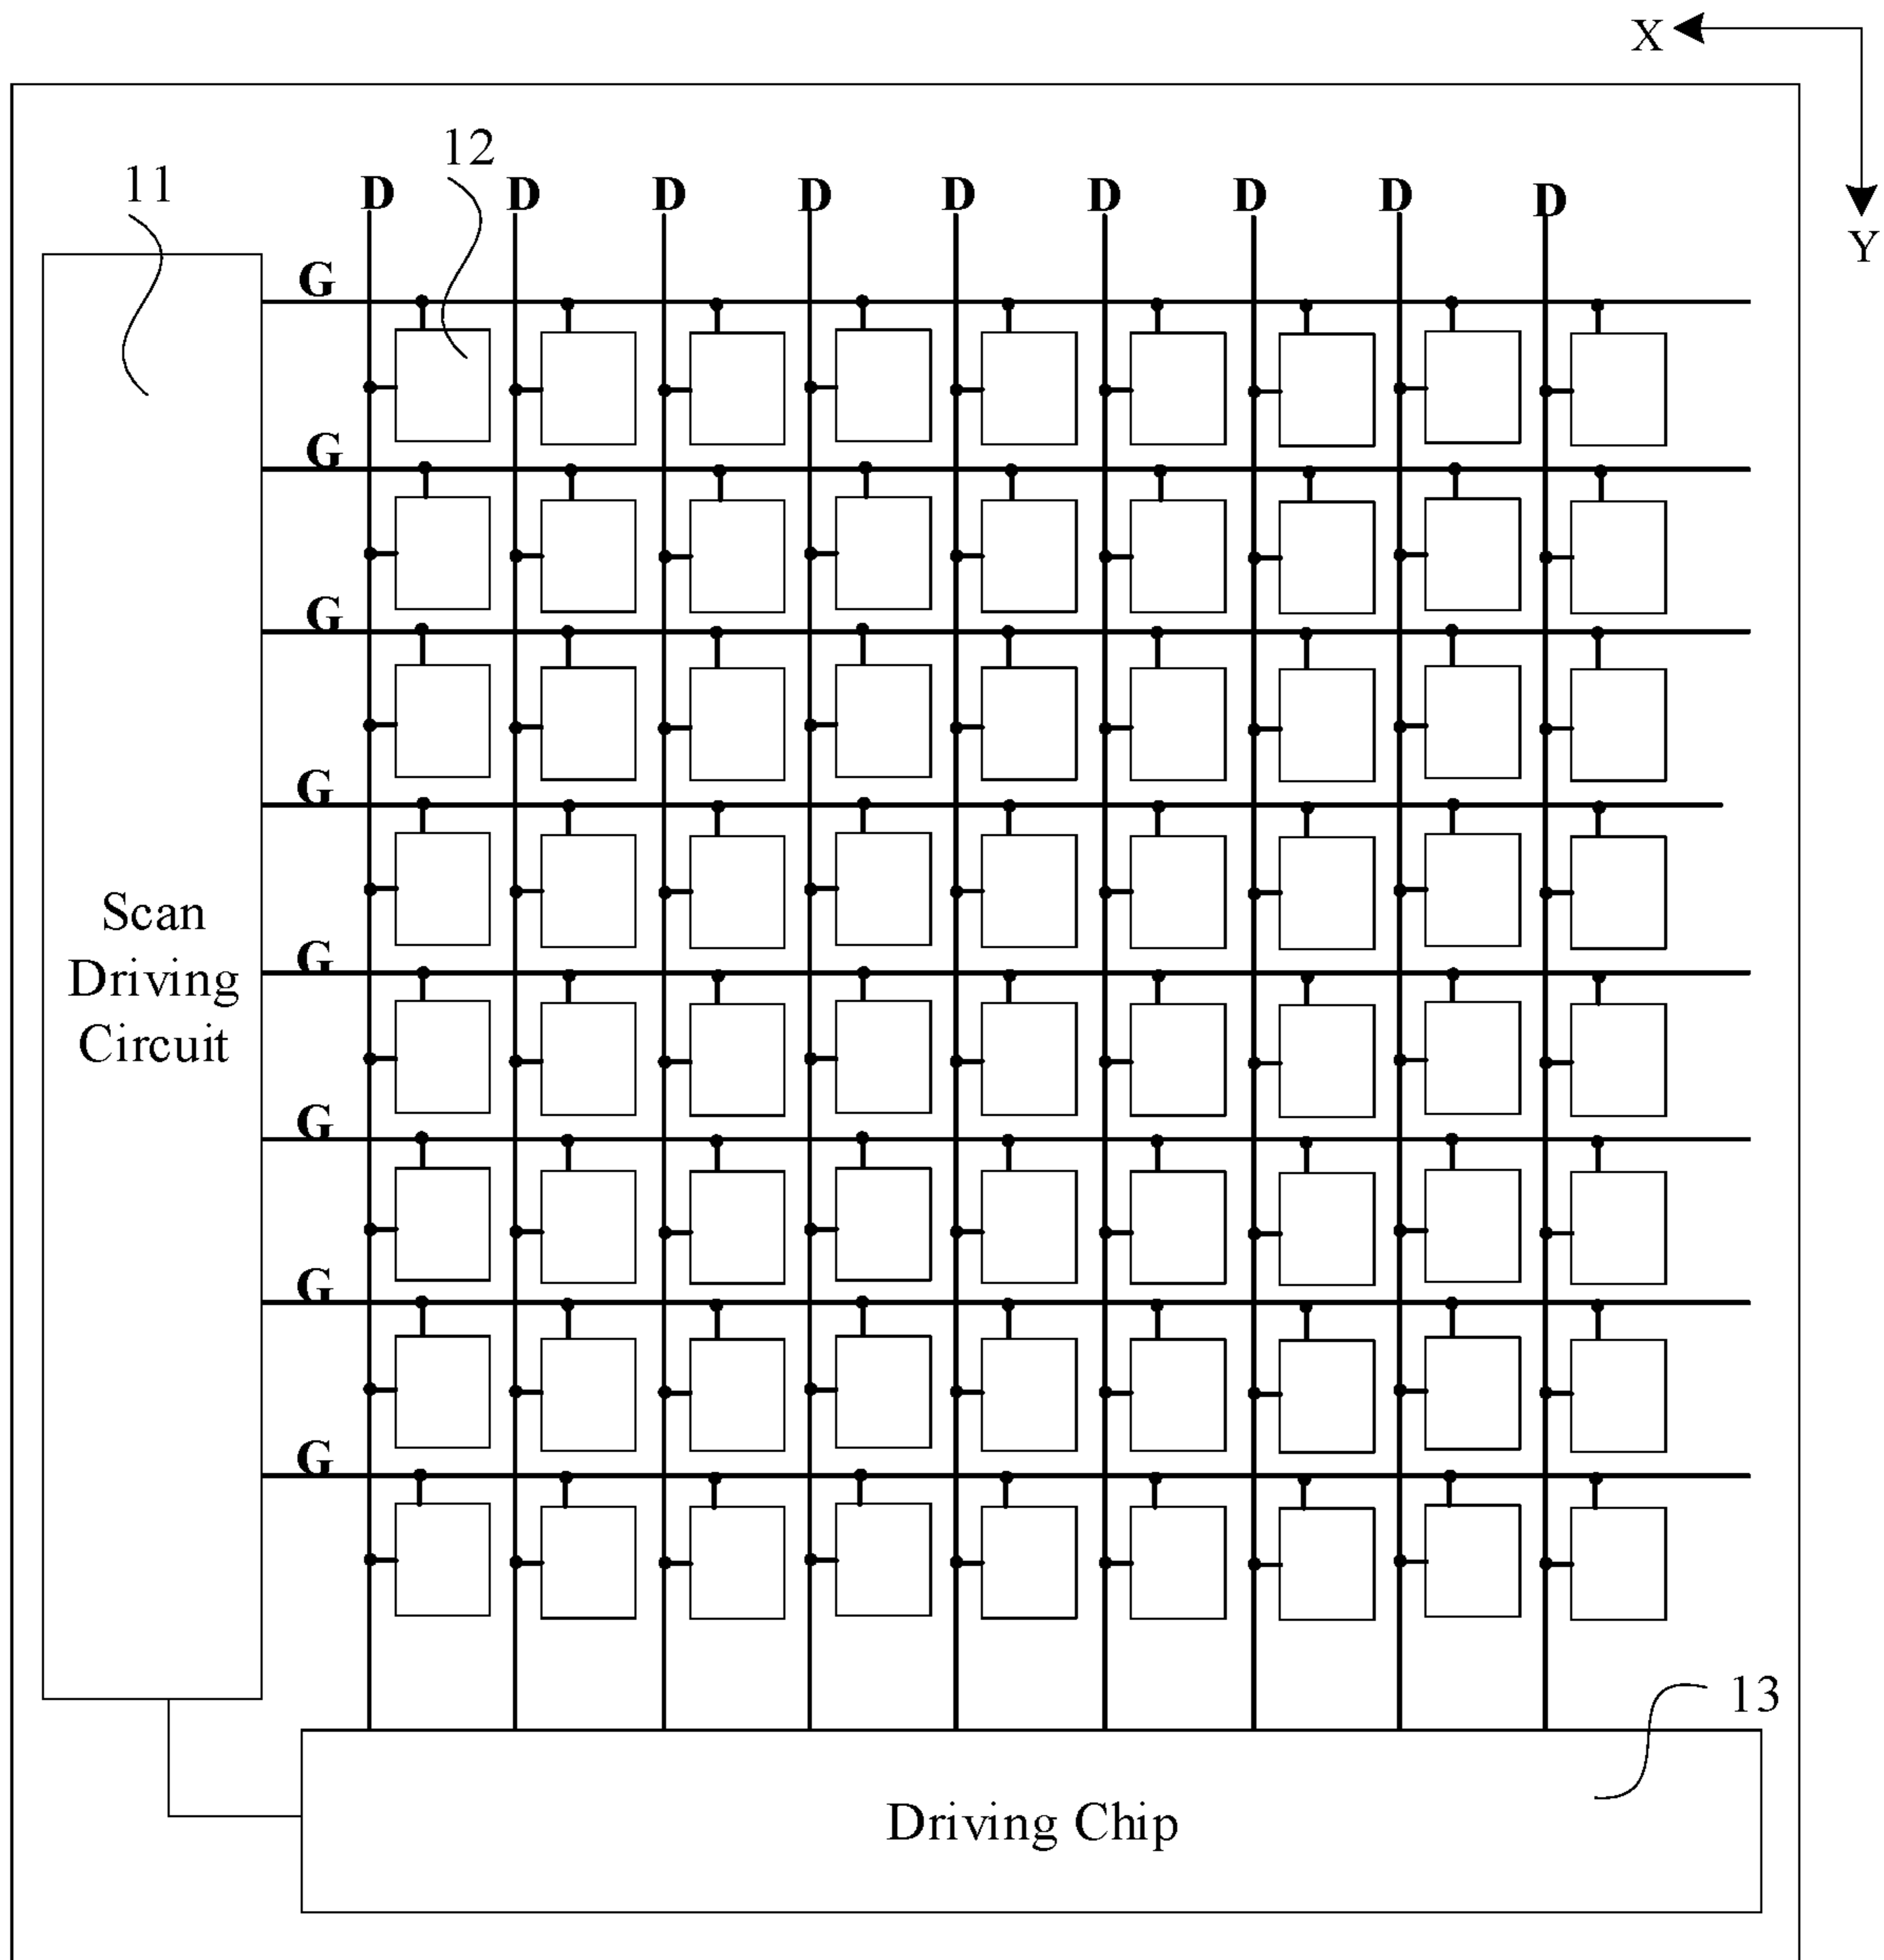 X
Y
12
11
D D D D D D D D D
G
G
G
G
Scan
Driving
Circuit
G
G
G
G
13
Driving Chip